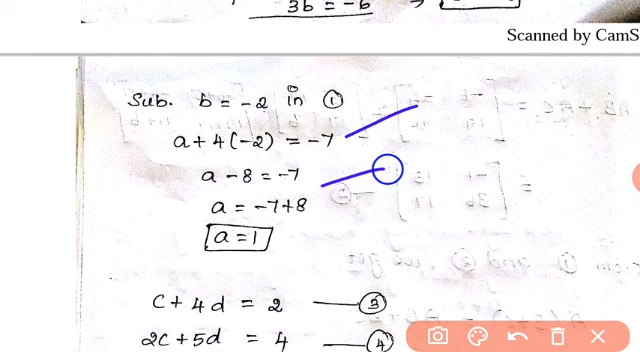 3b = -6
Scanned by CamS
Sub. b = -2 in ①
a + 4(-2) = -7
a - 8 = -7
a = -7+8
a = 1
c + 4d = 2 —— ③
2c + 5d = 4 —— ④